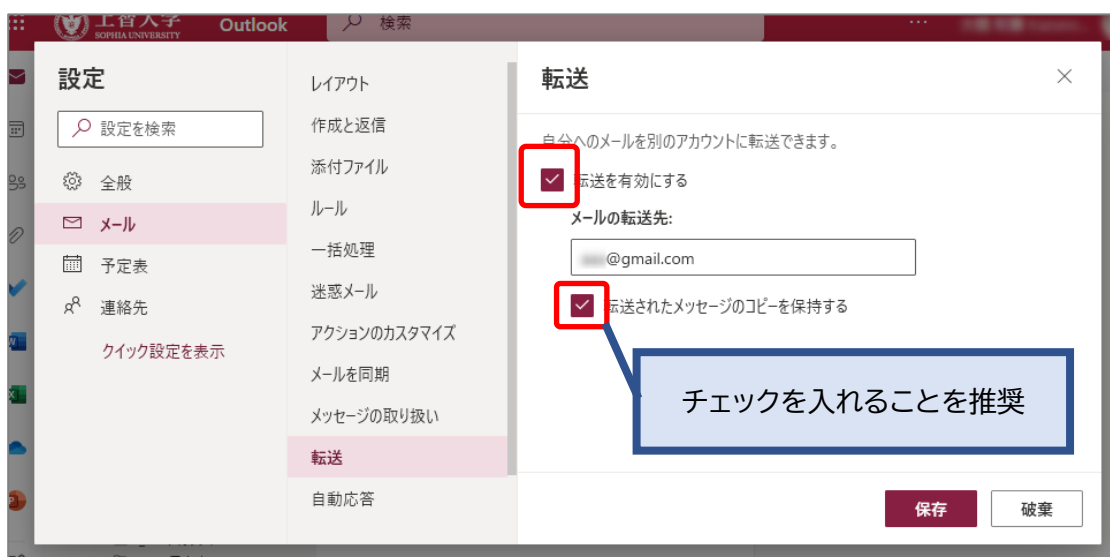 上智大学
SOPHIA UNIVERSITY
Outlook
検索
設定
設定を検索
全般
メール
予定表
連絡先
クイック設定を表示
レイアウト
作成と返信
添付ファイル
ルール
一括処理
迷惑メール
アクションのカスタマイズ
メールを同期
メッセージの取り扱い
転送
自動応答
転送
自分へのメールを別のアカウントに転送できます。
転送を有効にする
メールの転送先:
@gmail.com
転送されたメッセージのコピーを保持する
チェックを入れることを推奨
保存
破棄